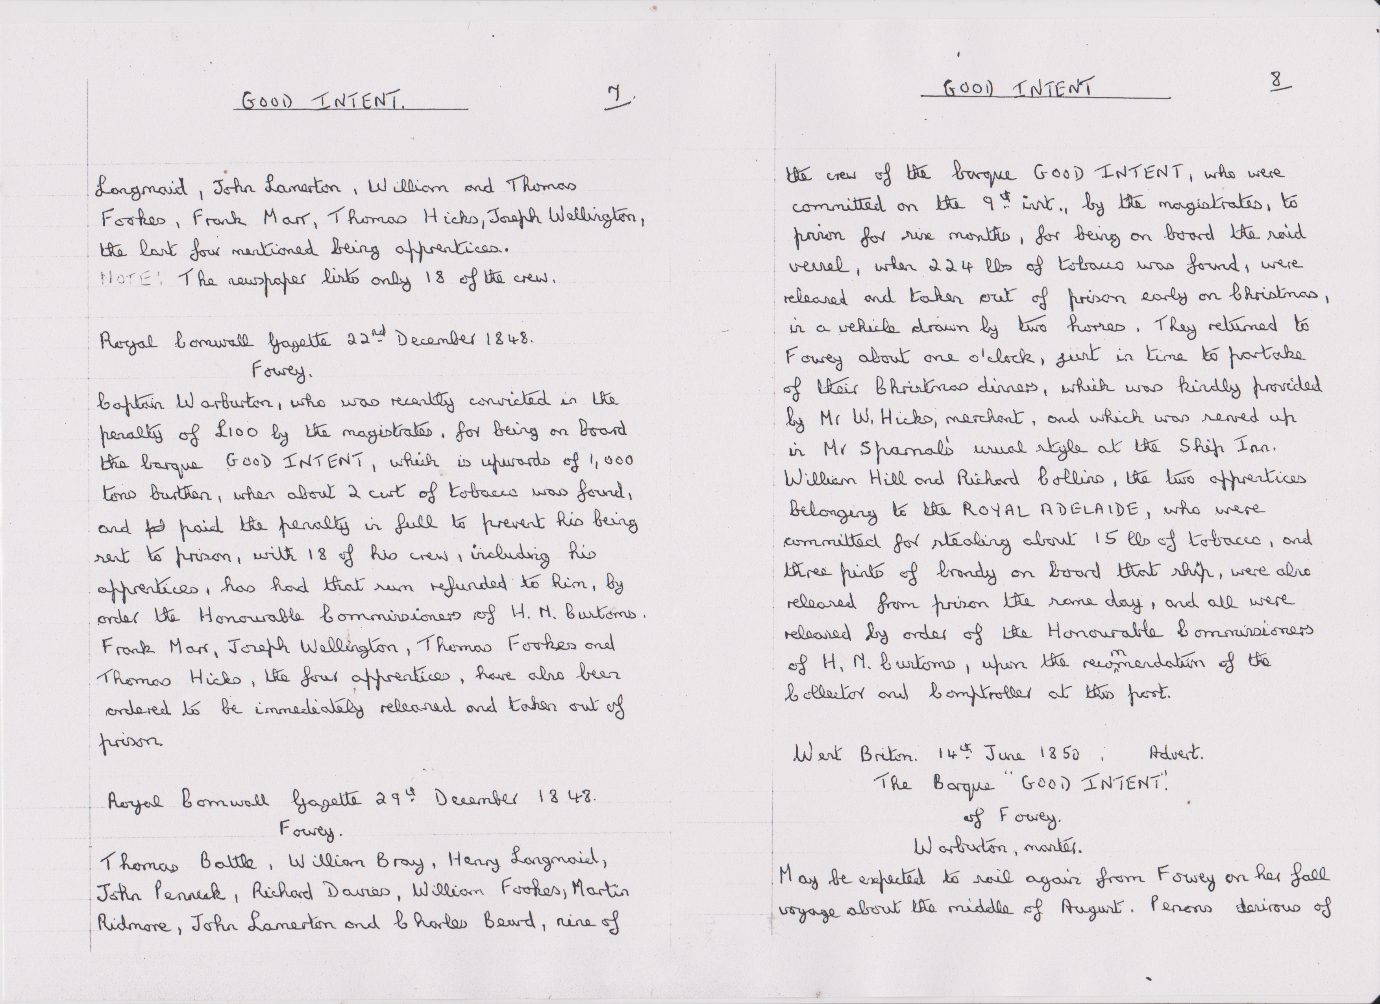 GOOD INTENT. 7.
Longmaid, John Lamerton, William and Thomas
Fookes, Frank Marr, Thomas Hicks, Joseph Wellington,
the last four mentioned being apprentices.
NOTE: The newspaper lists only 18 of the crew.
Royal Cornwall Gazette 22nd December 1848.
Fowey.
Captain Warburton, who was recently convicted in the
penalty of £100 by the magistrates, for being on board
the barque GOOD INTENT, which is upwards of 1,000
tons burthen, when about 2 cwt of tobacco was found,
and paid the penalty in full to prevent his being
sent to prison, with 18 of his crew, including his
apprentices, has had that sum refunded to him, by
order the Honourable Commissioners of H. M. Customs.
Frank Marr, Joseph Wellington, Thomas Fookes and
Thomas Hicks, the four apprentices, have also been
ordered to be immediately released and taken out of
prison.
Royal Cornwall Gazette 29th December 1848.
Fowey.
Thomas Battle, William Bray, Henry Longmaid,
John Penneck, Richard Davies, William Fookes, Martin
Ridmore, John Lamerton and Charles Beard, nine of
GOOD INTENT 8
the crew of the barque GOOD INTENT, who were
committed on the 9th inst., by the magistrates, to
prison for six months, for being on board the said
vessel, when 224 lbs of tobacco was found, were
released and taken out of prison early on Christmas,
in a vehicle drawn by two horses. They returned to
Fowey about one o'clock, just in time to partake
of their Christmas dinners, which was kindly provided
by Mr W. Hicks, merchant, and which was served up
in Mr Sparnal's usual style at the Ship Inn.
William Hill and Richard Collins, the two apprentices
belonging to the ROYAL ADELAIDE, who were
committed for stealing about 15 lbs of tobacco, and
three pints of brandy on board that ship, were also
released from prison the same day, and all were
released by order of the Honourable Commissioners
of H. M. Customs, upon the recommendation of the
Collector and Comptroller at this port.
West Briton. 14th June 1850. Advert.
The Barque "GOOD INTENT".
of Fowey.
Warburton, master.
May be expected to sail again from Fowey on her fall
voyage about the middle of August. Persons desirous of